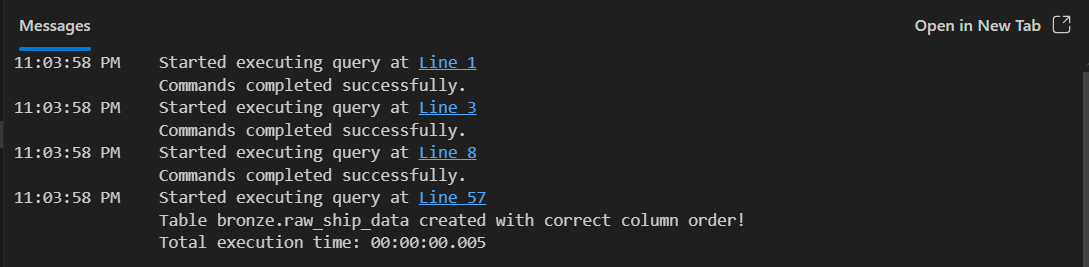 Messages
Open in New Tab
11:03:58 PM Started executing query at Line 1
Commands completed successfully.
11:03:58 PM Started executing query at Line 3
Commands completed successfully.
11:03:58 PM Started executing query at Line 8
Commands completed successfully.
11:03:58 PM Started executing query at Line 57
Table bronze.raw_ship_data created with correct column order!
Total execution time: 00:00:00.005